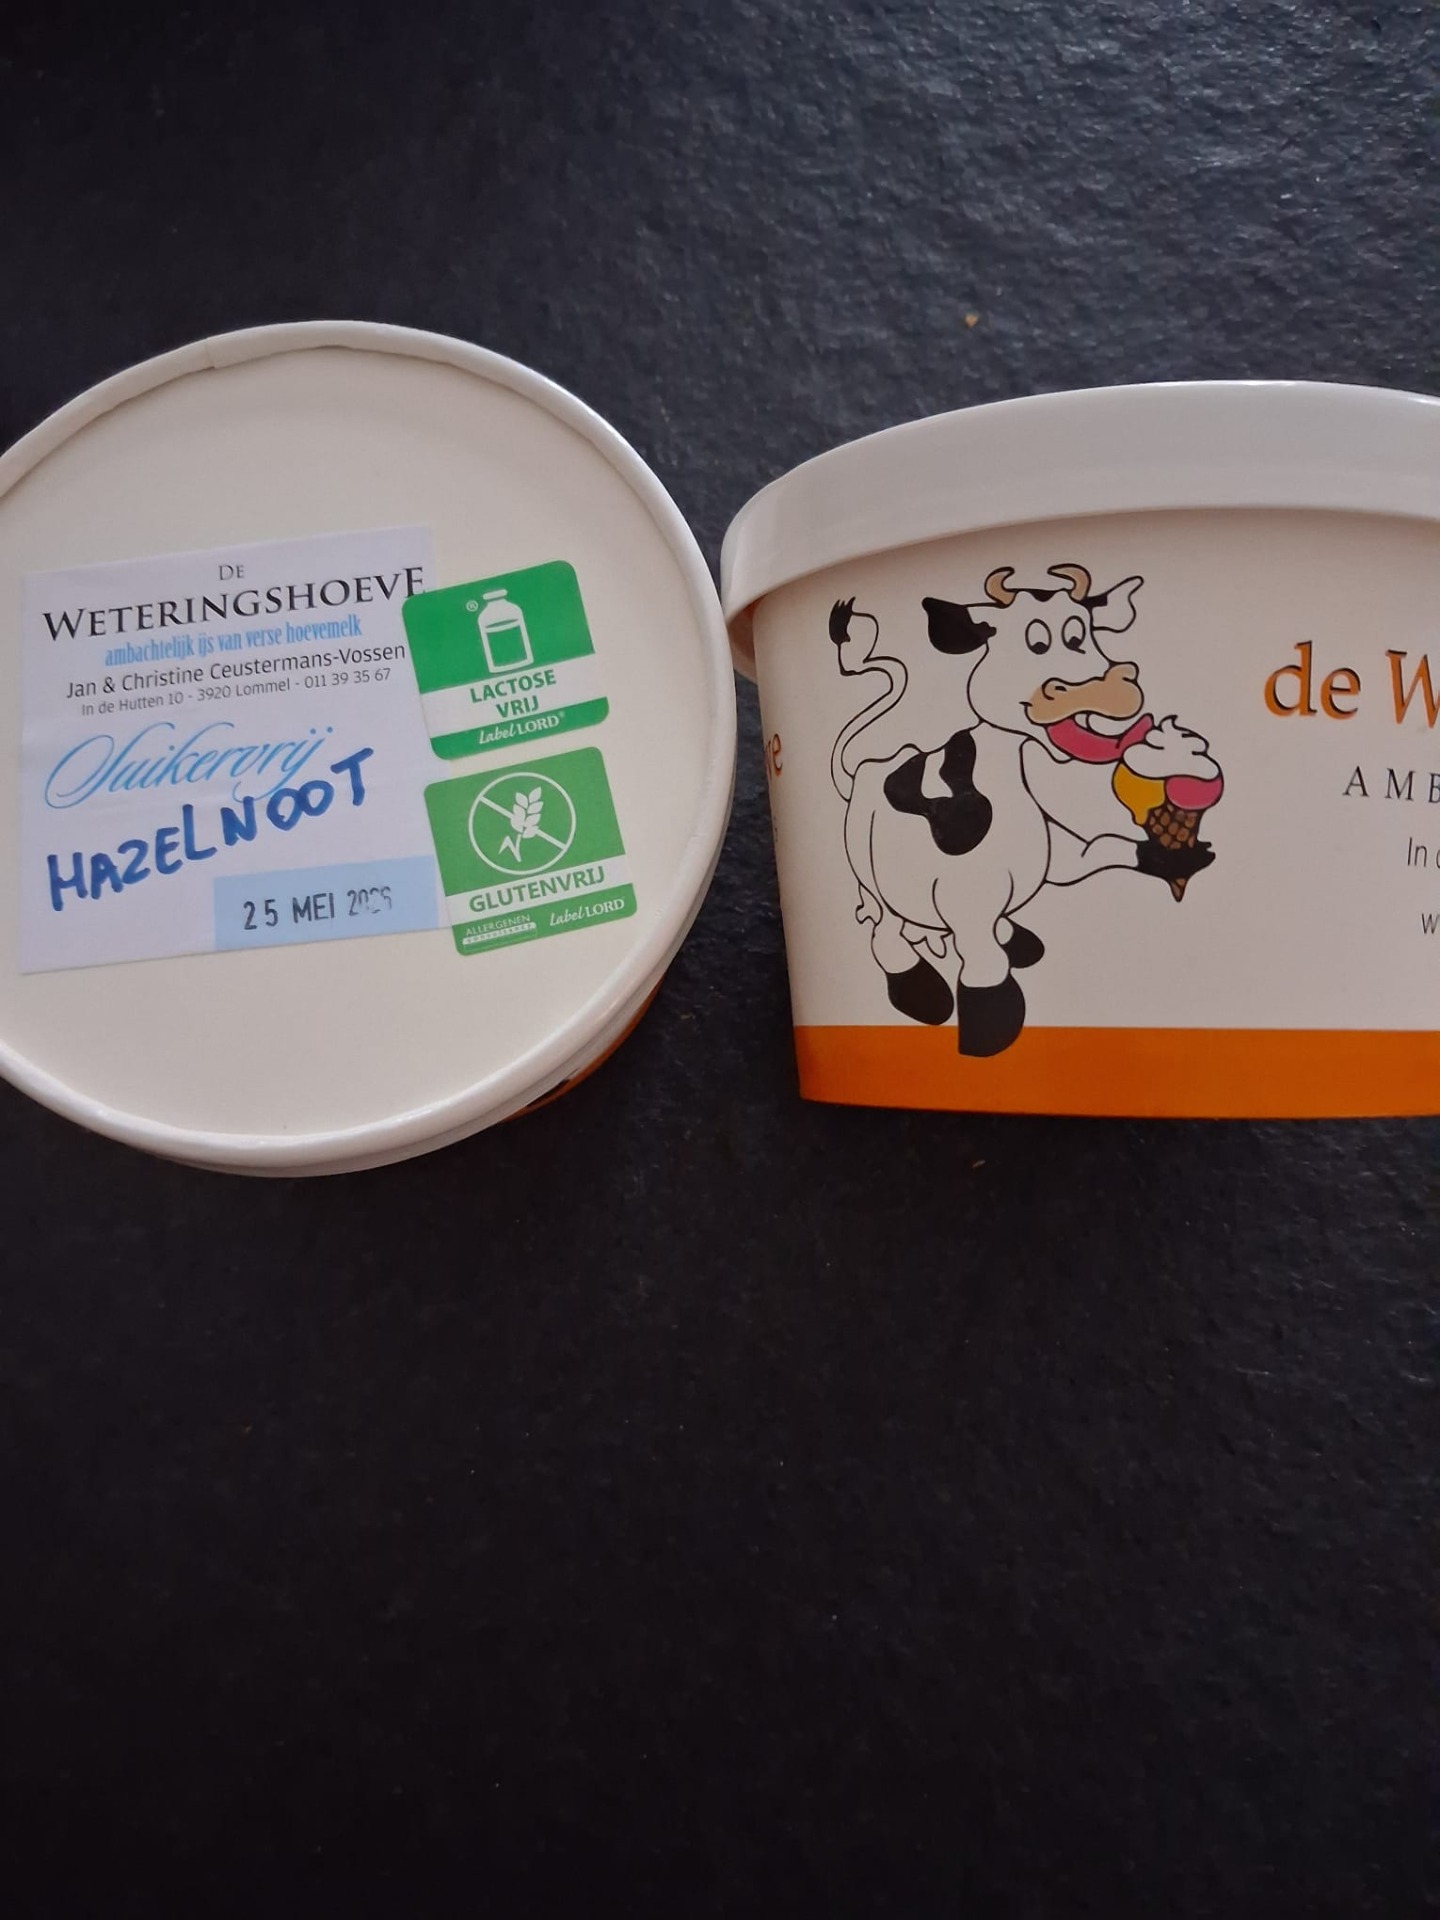 DE
WETERINGSHOEVE
ambachtelijk ijs van verse hoevemelk
Jan & Christine Ceustermans-Vossen
In de Hutten 10 - 3920 Lommel - 011 39 35 67
Suikervrij
HAZELNOOT
25 MEI
®
LACTOSE
VRIJ
Label LORD®
GLUTENVRIJ
ALLERGENEN
Label LORD
de W
AMB
In
w